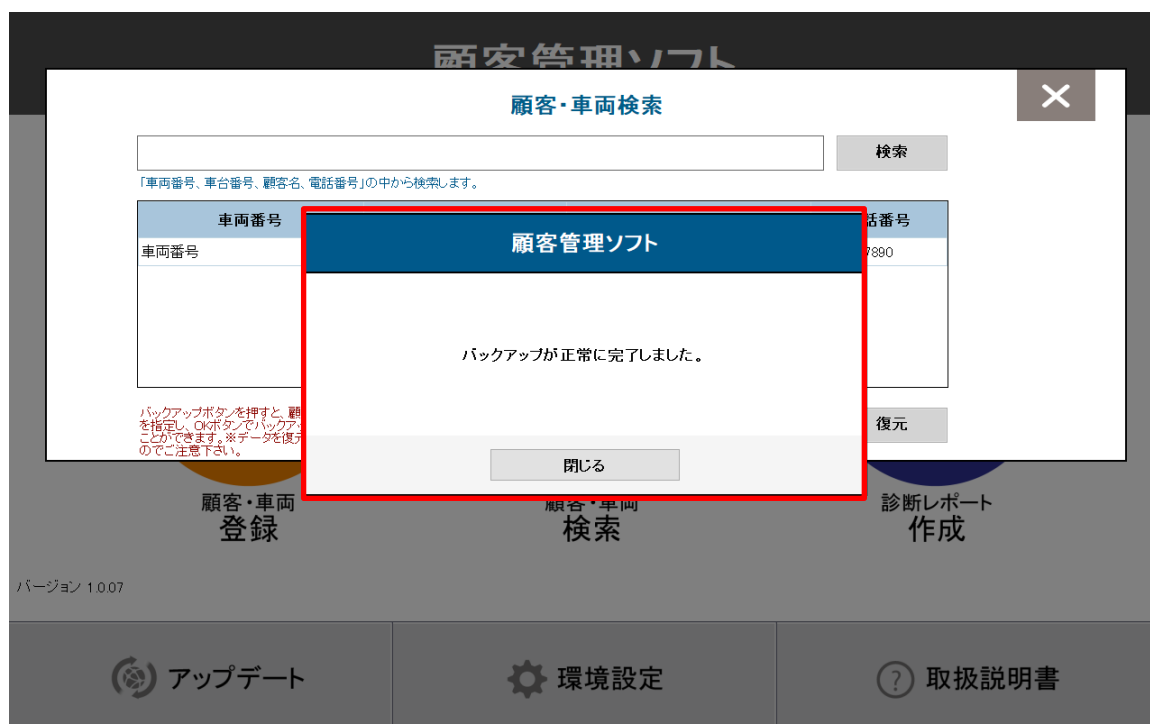 顧客管理ソフト
顧客・車両検索
検索
「車両番号、車台番号、顧客名、電話番号」の中から検索します。
車両番号
話番号
車両番号
7890
顧客管理ソフト
バックアップが正常に完了しました。
閉じる
バックアップボタンを押すと、顧
を指定し、OKボタンでバックアッ
ことができます。※データを復元
のでご注意下さい。
復元
顧客・車両
登録
顧客・車両
検索
診断レポート
作成
バージョン 1.0.07
アップデート
環境設定
? 取扱説明書